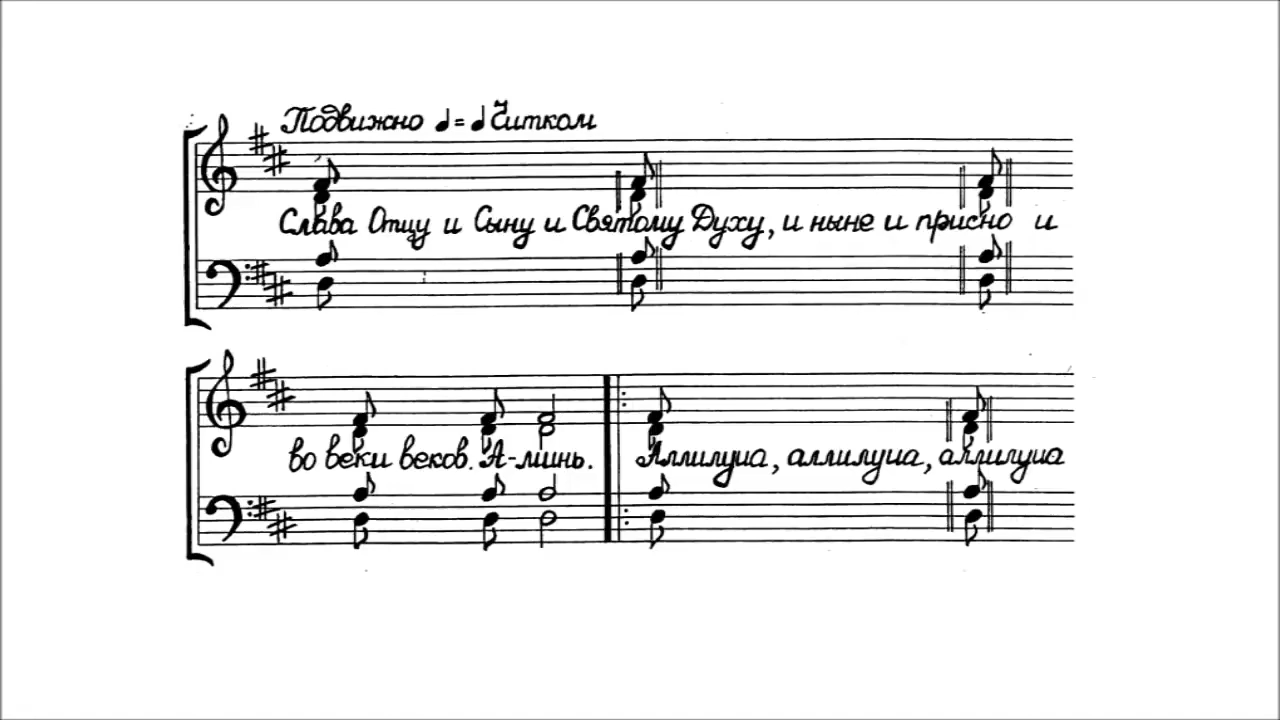 Подвижно ♩=♩ Читком
Слава Отцу и Сыну и Святому Духу, и ныне и присно и
во веки веков. А-минь. Аллилуиа, аллилуиа, аллилуиа